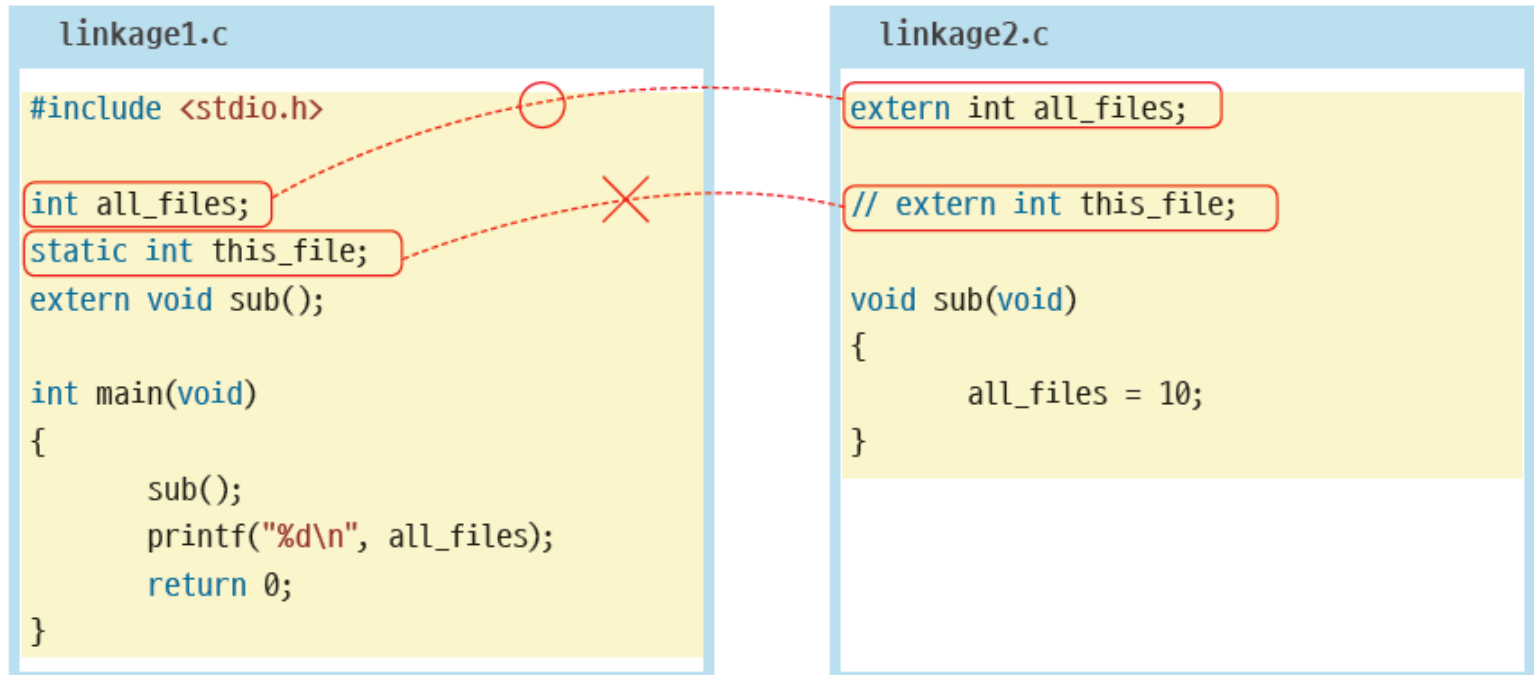 linkage1.c
#include <stdio.h>
int all_files;
static int this_file;
extern void sub();
int main(void)
{
sub();
printf("%d\n", all_files);
return 0;
}
linkage2.c
extern int all_files;
// extern int this_file;
void sub(void)
{
all_files = 10;
}